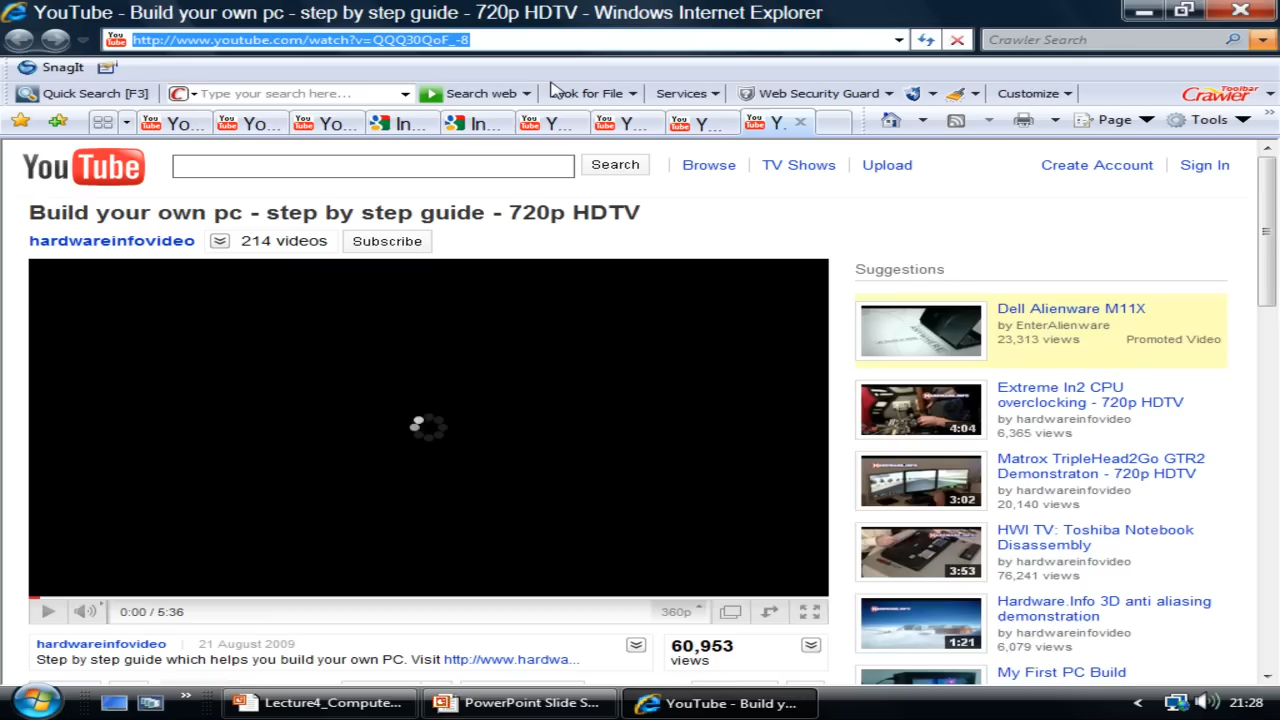 YouTube - Build your own pc - step by step guide - 720p HDTV - Windows Internet Explorer
http://www.youtube.com/watch?v=QQQ30QoF_-8
Crawler Search
SnagIt
Quick Search [F3]
Type your search here...
Search web
ook for File
Services
Web Security Guard
Customize
Toolbar
Crawler
Yo...
Yo...
Yo...
In...
In...
Y...
Y...
Y...
Y.
Page
Tools
YouTube
Search
Browse
TV Shows
Upload
Create Account
Sign In
Build your own pc - step by step guide - 720p HDTV
hardwareinfovideo
214 videos
Subscribe
Suggestions
Dell Alienware M11X
by EnterAlienware
23,313 views
Promoted Video
Extreme In2 CPU
overclocking - 720p HDTV
by hardwareinfovideo
6,365 views
4:04
Matrox TripleHead2Go GTR2
Demonstraton - 720p HDTV
by hardwareinfovideo
20,140 views
3:02
HWI TV: Toshiba Notebook
Disassembly
by hardwareinfovideo
76,241 views
3:53
Hardware.Info 3D anti aliasing
demonstration
by hardwareinfovideo
6,079 views
1:21
My First PC Build
0:00 / 5:36
360p
hardwareinfovideo
21 August 2009
Step by step guide which helps you build your own PC. Visit http://www.hardwa...
60,953
views
Lecture4_Compute...
PowerPoint Slide S...
YouTube - Build y...
21:28